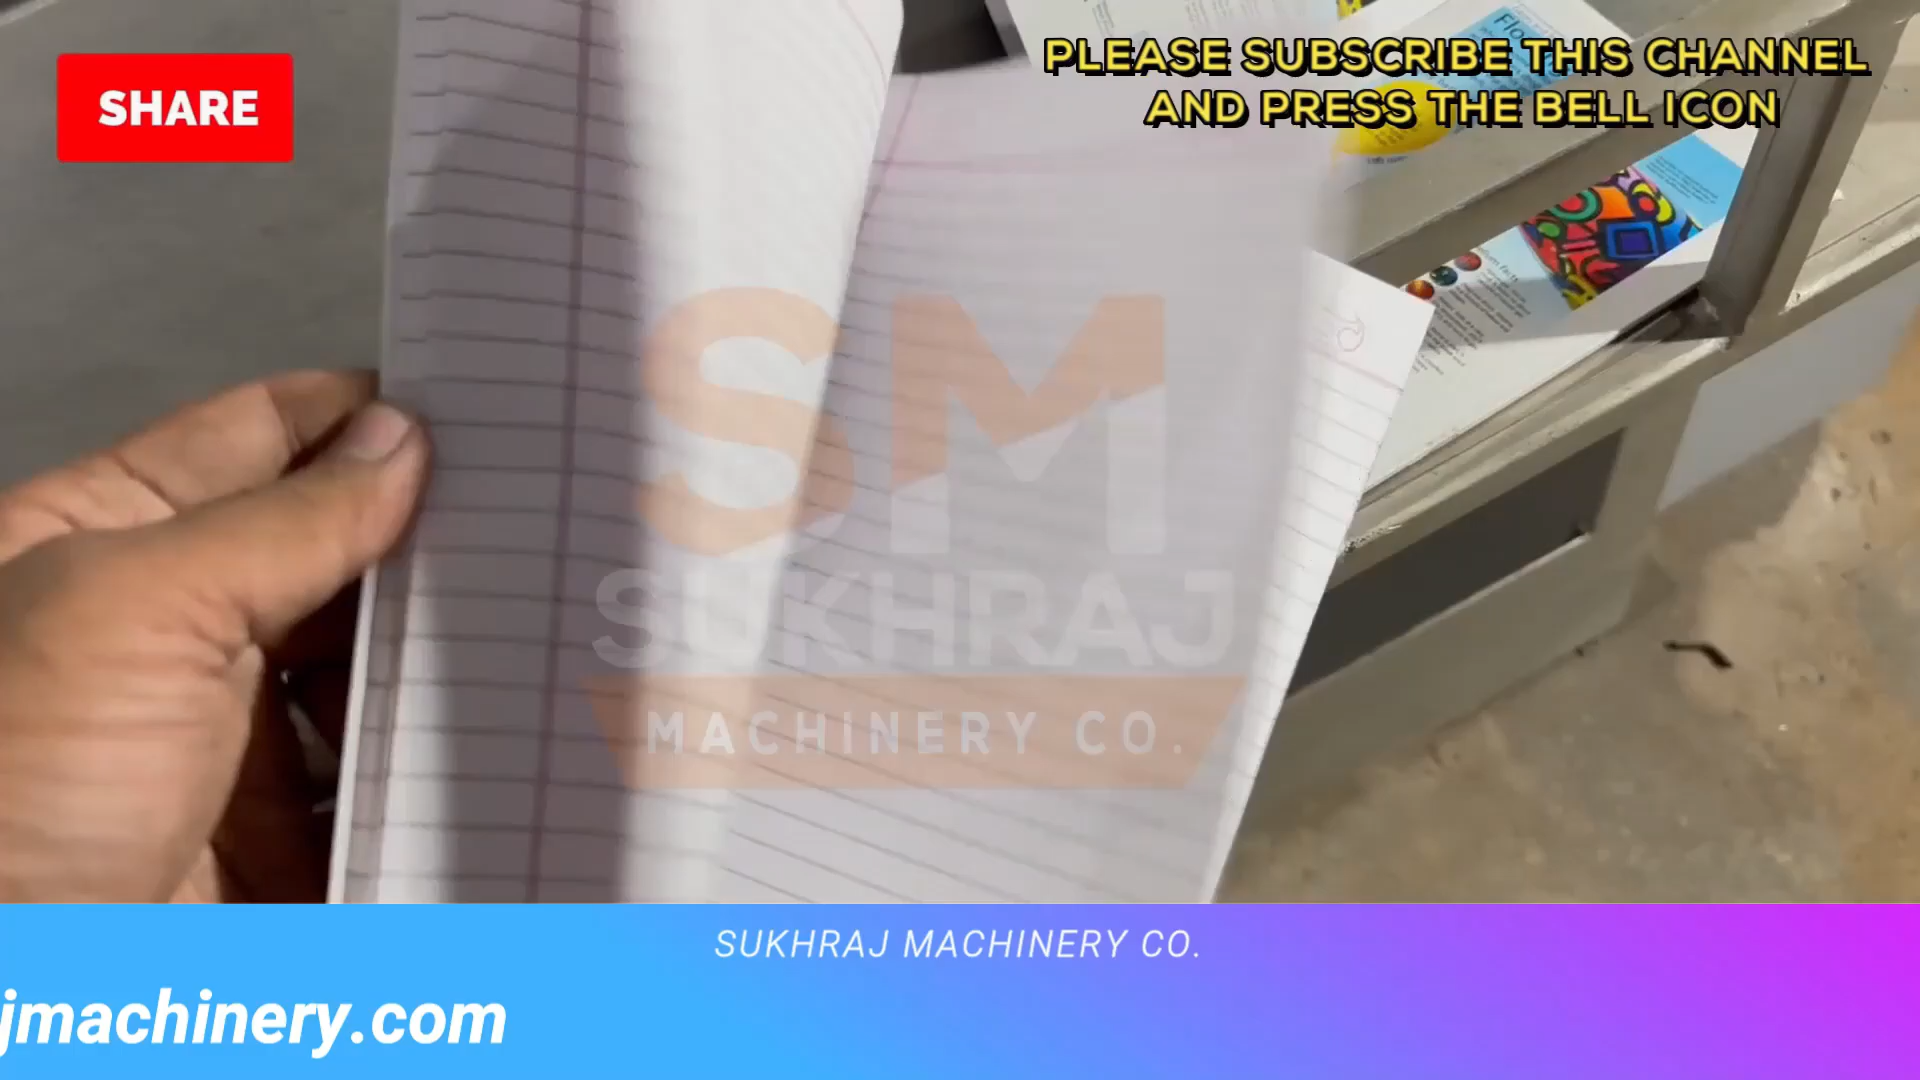 SHARE
PLEASE SUBSCRIBE THIS CHANNEL
AND PRESS THE BELL ICON
Flo
SM
SUKHRAJ
MACHINERY CO.
SUKHRAJ MACHINERY CO.
jmachinery.com